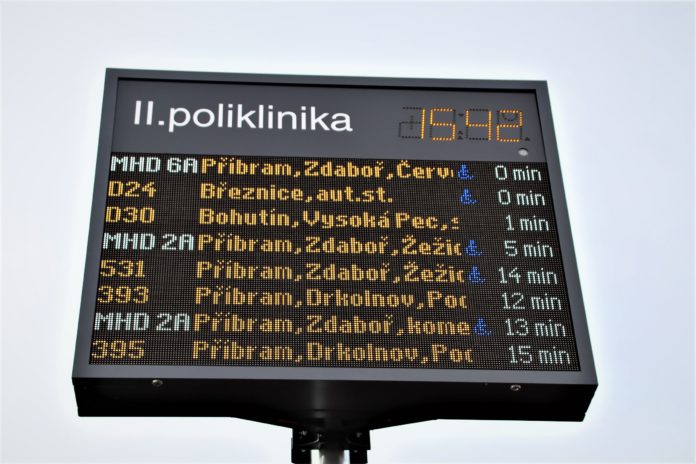 II.poliklinika 15:42
MHD 6A Příbram,Zdaboř,Červ 0 min
D24 Březnice,aut.st. 0 min
D30 Bohutín,Vysoká Pec,s 1 min
MHD 2A Příbram,Zdaboř,Žežic 5 min
531 Příbram,Zdaboř,Žežic 14 min
393 Příbram,Drkolnov,Poc 12 min
MHD 2A Příbram,Zdaboř,kome 13 min
395 Příbram,Drkolnov,Poc 15 min